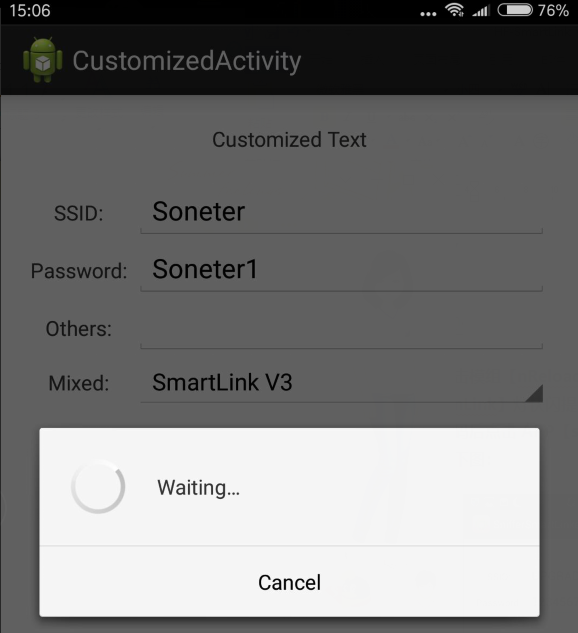 15:06 76%
CustomizedActivity
Customized Text
SSID: Soneter
Password: Soneter1
Others:
Mixed: SmartLink V3
Waiting...
Cancel